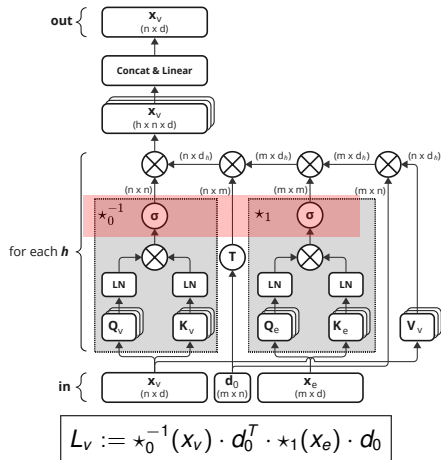 out
x_v
(n x d)
Concat & Linear
x_v
(h x n x d)
(n x d_h)
(m x d_h)
(m x d_h)
(n x d_h)
(n x n)
(n x m)
(m x m)
(m x n)
⋆_0^{-1}
σ
⋆_1
σ
for each h
T
LN
LN
LN
LN
Q_v
K_v
Q_e
K_e
V_v
in
x_v
(n x d)
d_0
(m x n)
x_e
(m x d)
L_v := ⋆_0^{-1}(x_v) · d_0^T · ⋆_1(x_e) · d_0